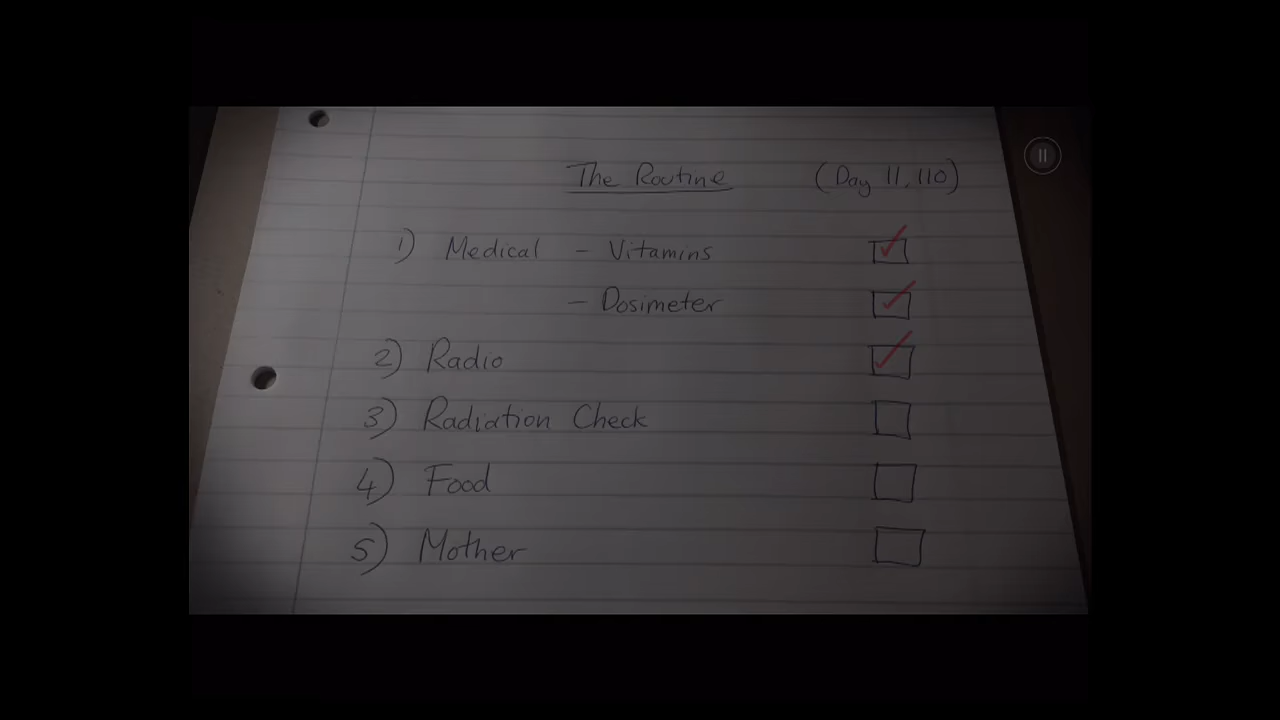 The Routine (Day 11,110)
1) Medical - Vitamins
- Dosimeter
2) Radio
3) Radiation Check
4) Food
5) Mother